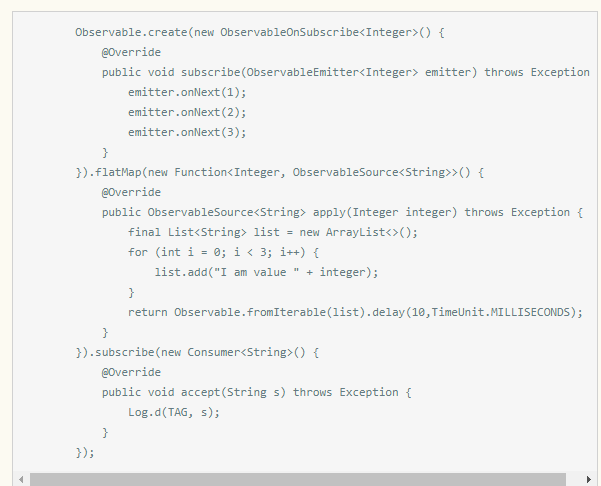 Observable.create(new ObservableOnSubscribe<Integer>() {
    @Override
    public void subscribe(ObservableEmitter<Integer> emitter) throws Exception
        emitter.onNext(1);
        emitter.onNext(2);
        emitter.onNext(3);
    }
}).flatMap(new Function<Integer, ObservableSource<String>>() {
    @Override
    public ObservableSource<String> apply(Integer integer) throws Exception {
        final List<String> list = new ArrayList<>();
        for (int i = 0; i < 3; i++) {
            list.add("I am value " + integer);
        }
        return Observable.fromIterable(list).delay(10,TimeUnit.MILLISECONDS);
    }
}).subscribe(new Consumer<String>() {
    @Override
    public void accept(String s) throws Exception {
        Log.d(TAG, s);
    }
});